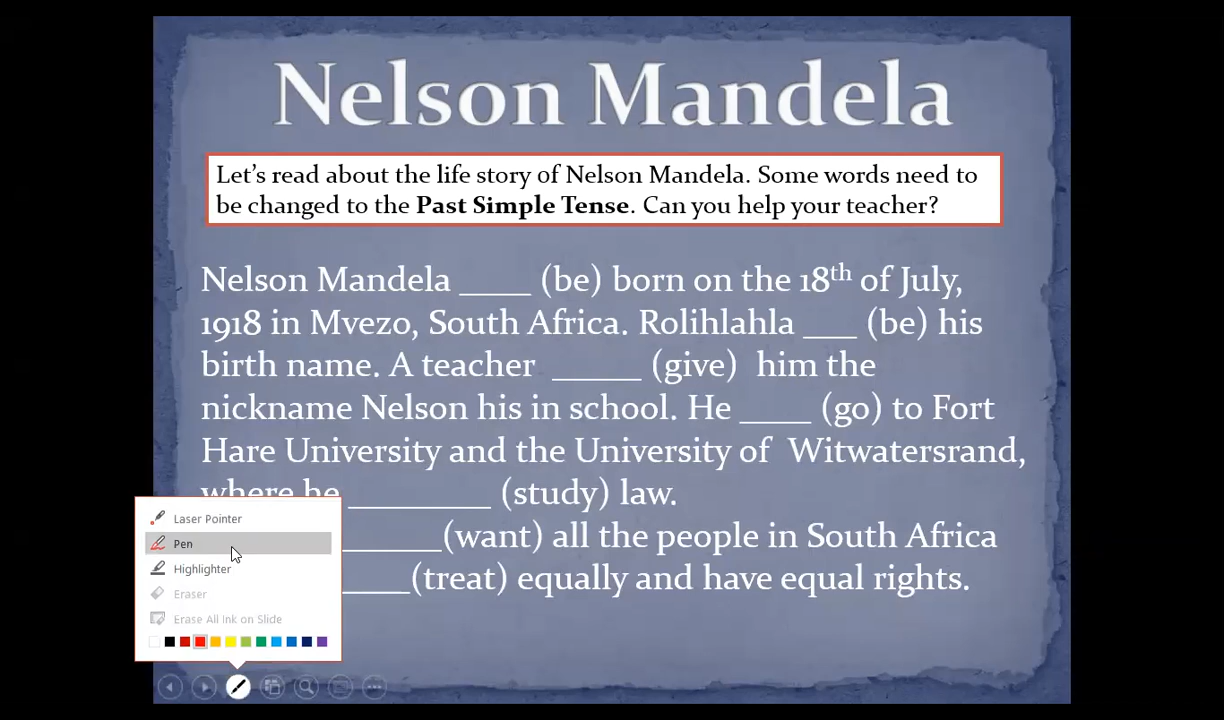 Nelson Mandela
Let's read about the life story of Nelson Mandela. Some words need to
be changed to the Past Simple Tense. Can you help your teacher?
Nelson Mandela ____ (be) born on the 18th of July,
1918 in Mvezo, South Africa. Rolihlahla ___ (be) his
birth name. A teacher _____ (give) him the
nickname Nelson his in school. He ____ (go) to Fort
Hare University and the University of Witwatersrand,
where he ________ (study) law.
______(want) all the people in South Africa
____(treat) equally and have equal rights.
Laser Pointer
Pen
Highlighter
Eraser
Erase All Ink on Slide